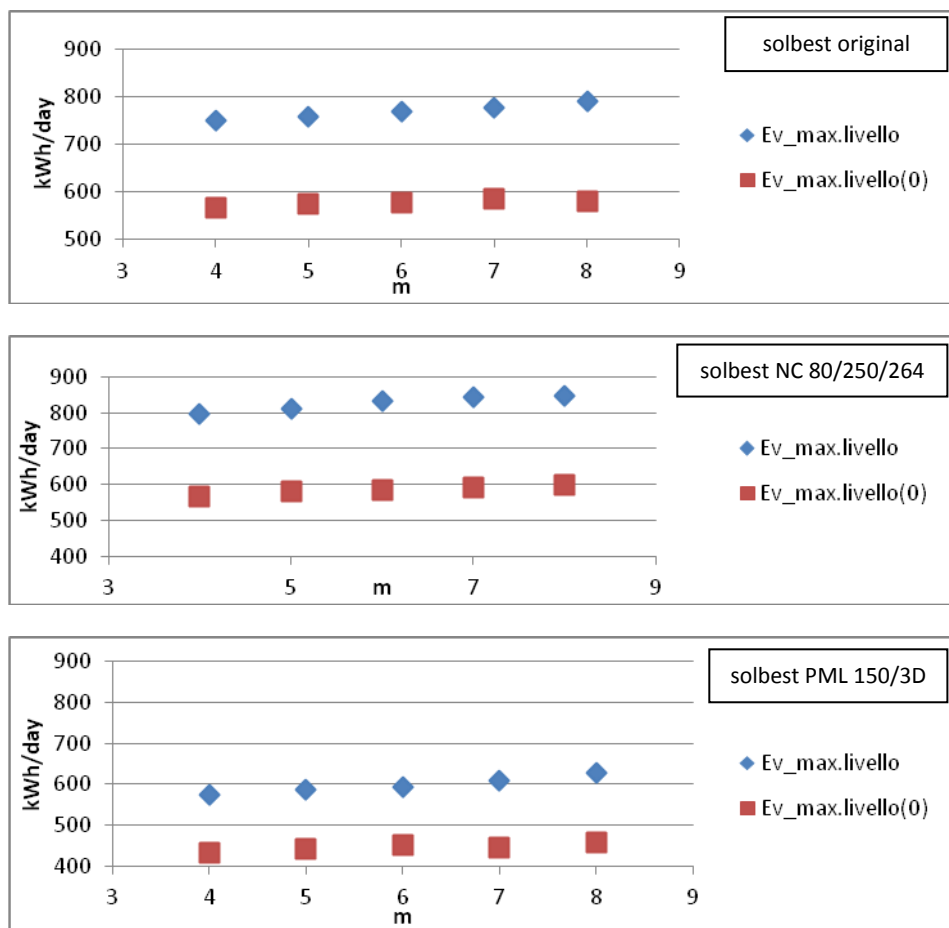 solbest original
900
800
700
600
500
kWh/day
3 4 5 6 7 8 9
m
Ev_max.livello
Ev_max.livello(0)
solbest NC 80/250/264
900
800
700
600
500
400
kWh/day
3 5 m 7 9
Ev_max.livello
Ev_max.livello(0)
solbest PML 150/3D
900
800
700
600
500
400
kWh/day
3 4 5 6 7 8 9
m
Ev_max.livello
Ev_max.livello(0)